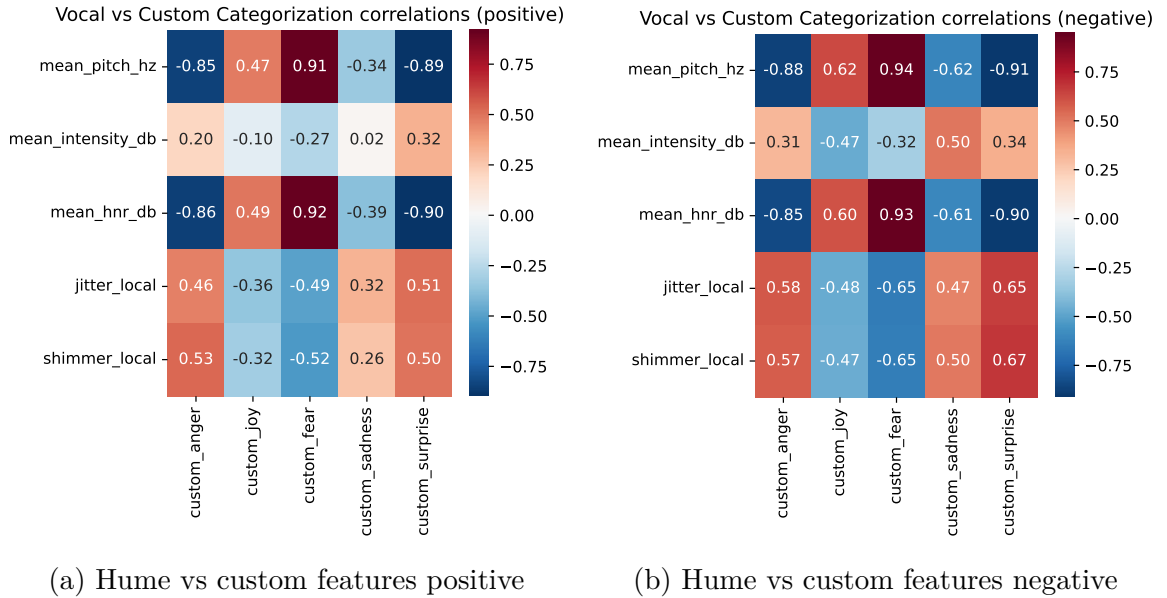 Vocal vs Custom Categorization correlations (positive)
mean_pitch_hz -0.85 0.47 0.91 -0.34 -0.89
mean_intensity_db 0.20 -0.10 -0.27 0.02 0.32
mean_hnr_db -0.86 0.49 0.92 -0.39 -0.90
jitter_local 0.46 -0.36 -0.49 0.32 0.51
shimmer_local 0.53 -0.32 -0.52 0.26 0.50
custom_anger custom_joy custom_fear custom_sadness custom_surprise
0.75
0.50
0.25
0.00
−0.25
−0.50
−0.75
(a) Hume vs custom features positive
Vocal vs Custom Categorization correlations (negative)
mean_pitch_hz -0.88 0.62 0.94 -0.62 -0.91
mean_intensity_db 0.31 -0.47 -0.32 0.50 0.34
mean_hnr_db -0.85 0.60 0.93 -0.61 -0.90
jitter_local 0.58 -0.48 -0.65 0.47 0.65
shimmer_local 0.57 -0.47 -0.65 0.50 0.67
custom_anger custom_joy custom_fear custom_sadness custom_surprise
0.75
0.50
0.25
0.00
−0.25
−0.50
−0.75
(b) Hume vs custom features negative